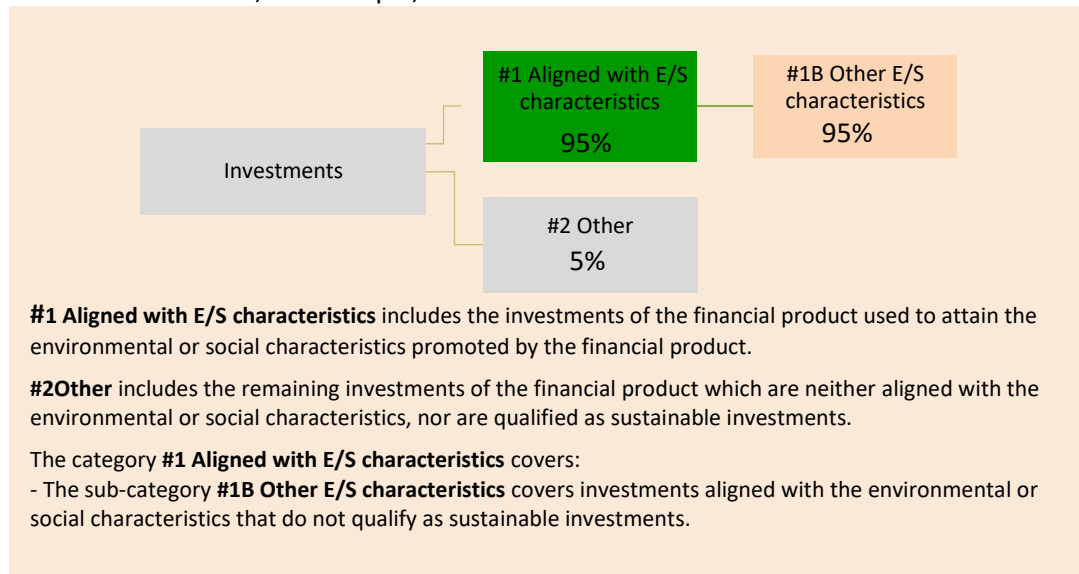 #1 Aligned with E/S
characteristics
95%
#1B Other E/S
characteristics
95%
Investments
#2 Other
5%
#1 Aligned with E/S characteristics includes the investments of the financial product used to attain the
environmental or social characteristics promoted by the financial product.
#2Other includes the remaining investments of the financial product which are neither aligned with the
environmental or social characteristics, nor are qualified as sustainable investments.
The category #1 Aligned with E/S characteristics covers:
- The sub-category #1B Other E/S characteristics covers investments aligned with the environmental or
social characteristics that do not qualify as sustainable investments.